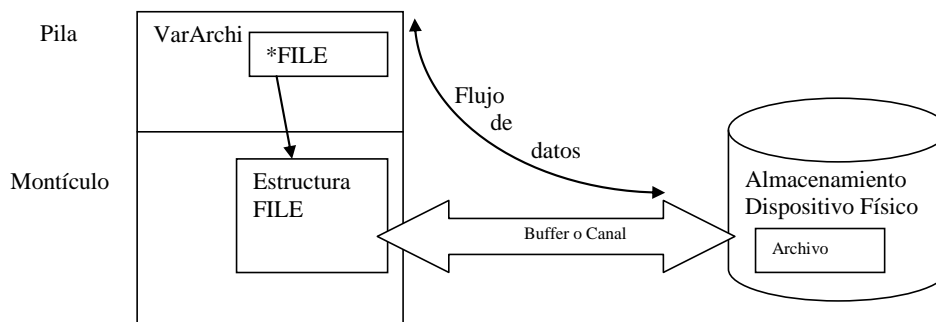 Pila
VarArchi
*FILE
Flujo
de
datos
Montículo
Estructura
FILE
Buffer o Canal
Almacenamiento
Dispositivo Físico
Archivo